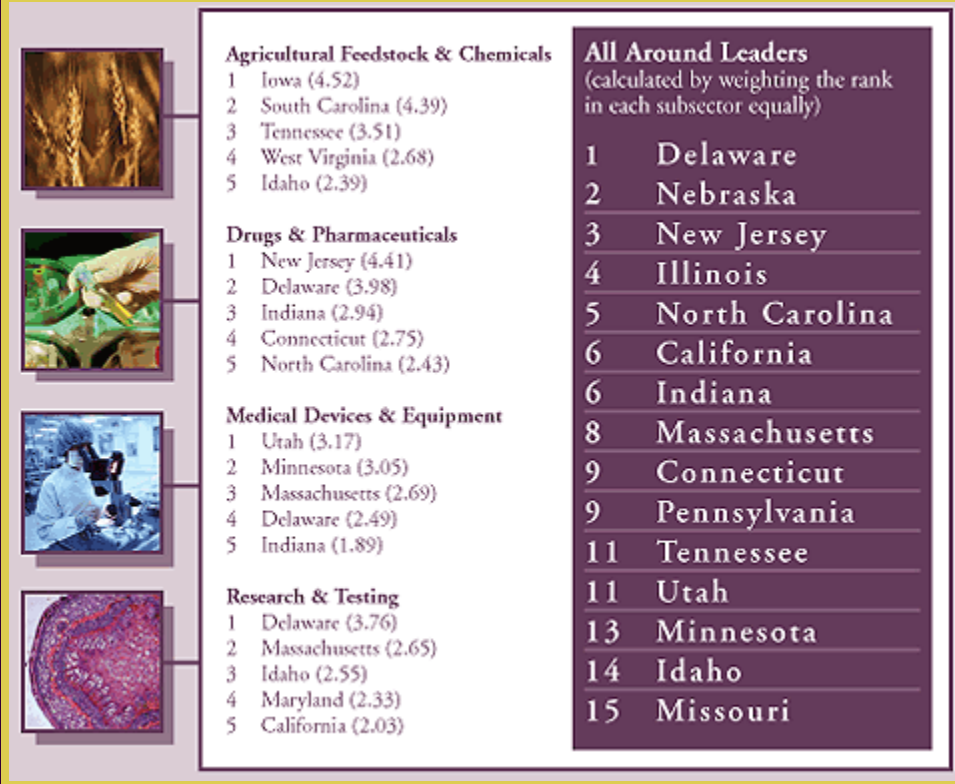 Agricultural Feedstock & Chemicals
1 Iowa (4.52)
2 South Carolina (4.39)
3 Tennessee (3.51)
4 West Virginia (2.68)
5 Idaho (2.39)
Drugs & Pharmaceuticals
1 New Jersey (4.41)
2 Delaware (3.98)
3 Indiana (2.94)
4 Connecticut (2.75)
5 North Carolina (2.43)
Medical Devices & Equipment
1 Utah (3.17)
2 Minnesota (3.05)
3 Massachusetts (2.69)
4 Delaware (2.49)
5 Indiana (1.89)
Research & Testing
1 Delaware (3.76)
2 Massachusetts (2.65)
3 Idaho (2.55)
4 Maryland (2.33)
5 California (2.03)
All Around Leaders
(calculated by weighting the rank
in each subsector equally)
1 Delaware
2 Nebraska
3 New Jersey
4 Illinois
5 North Carolina
6 California
6 Indiana
8 Massachusetts
9 Connecticut
9 Pennsylvania
11 Tennessee
11 Utah
13 Minnesota
14 Idaho
15 Missouri